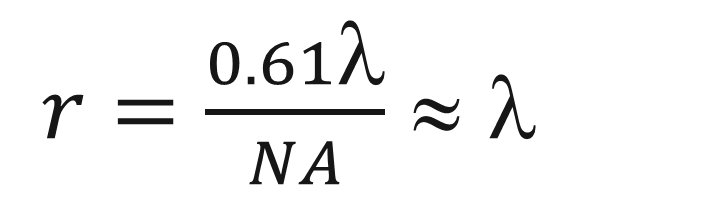 r = 0.61λ / NA ≈ λ